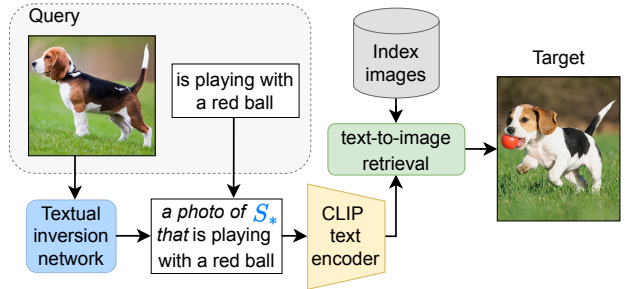 Query
is playing with
a red ball
Index
images
Target
text-to-image
retrieval
Textual
inversion
network
a photo of S*
that is playing
with a red ball
CLIP
text
encoder